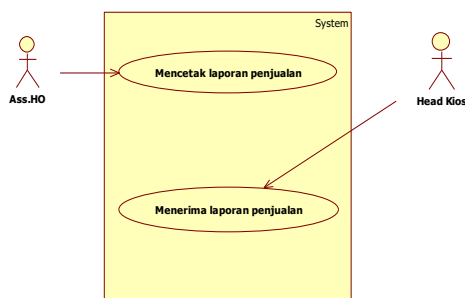 System
Mencetak laporan penjualan
Ass.HO
Head Kios
Menerima laporan penjualan